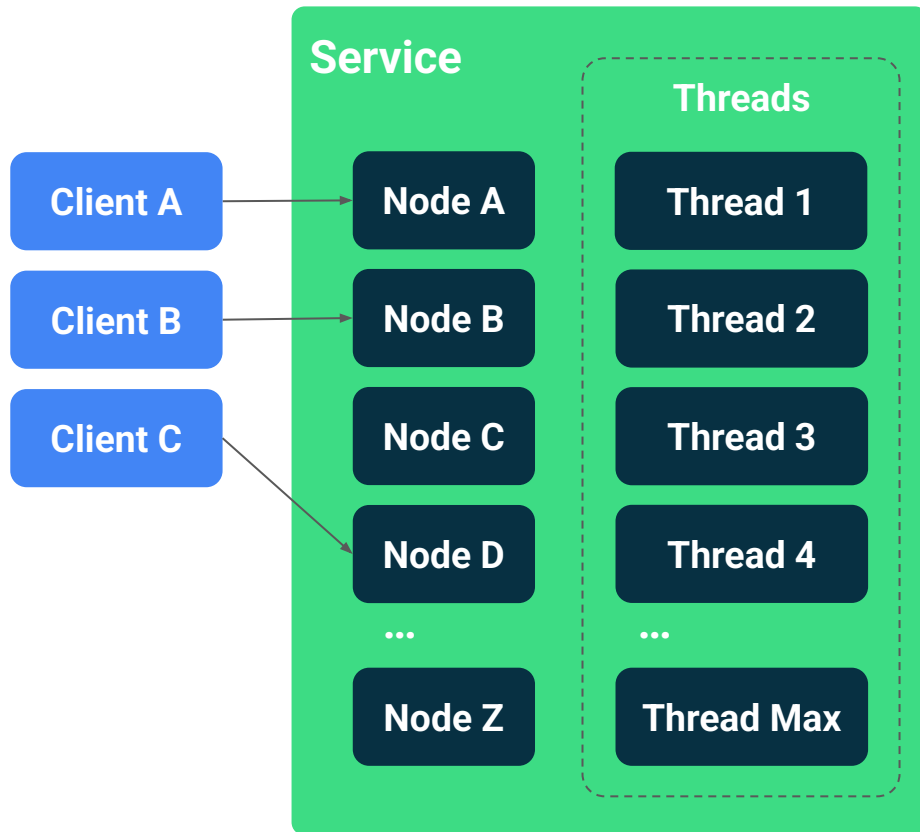 Service
Threads
Client A
Node A
Thread 1
Client B
Node B
Thread 2
Client C
Node C
Thread 3
Node D
Thread 4
...
...
Node Z
Thread Max